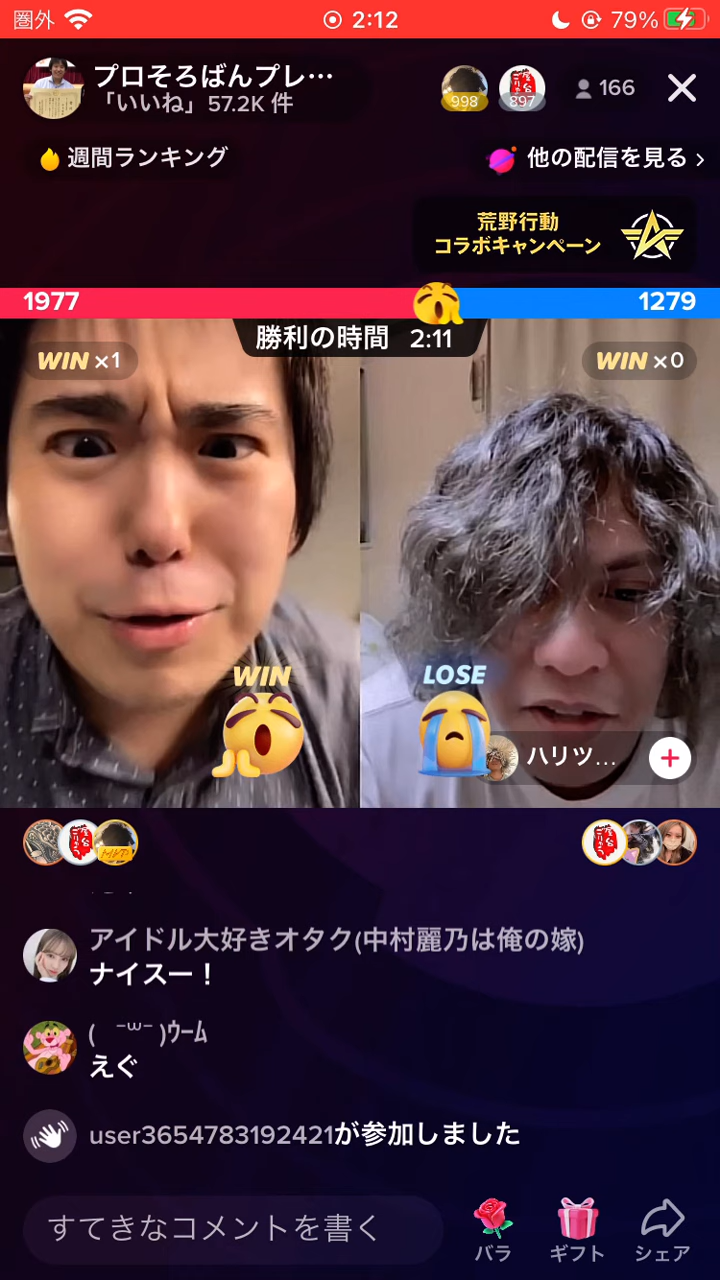 圏外 2:12 79%
プロそろばんプレ…
「いいね」57.2K 件
998 897 166
週間ランキング 他の配信を見る
荒野行動
コラボキャンペーン
1977 1279
勝利の時間 2:11
WIN x1 WIN x0
WIN LOSE
ハリツ…
アイドル大好きオタク(中村麗乃は俺の嫁)
ナイスー！
( ˉ꒳ˉ )ｳｰﾑ
えぐ
user3654783192421が参加しました
すてきなコメントを書く
バラ ギフト シェア